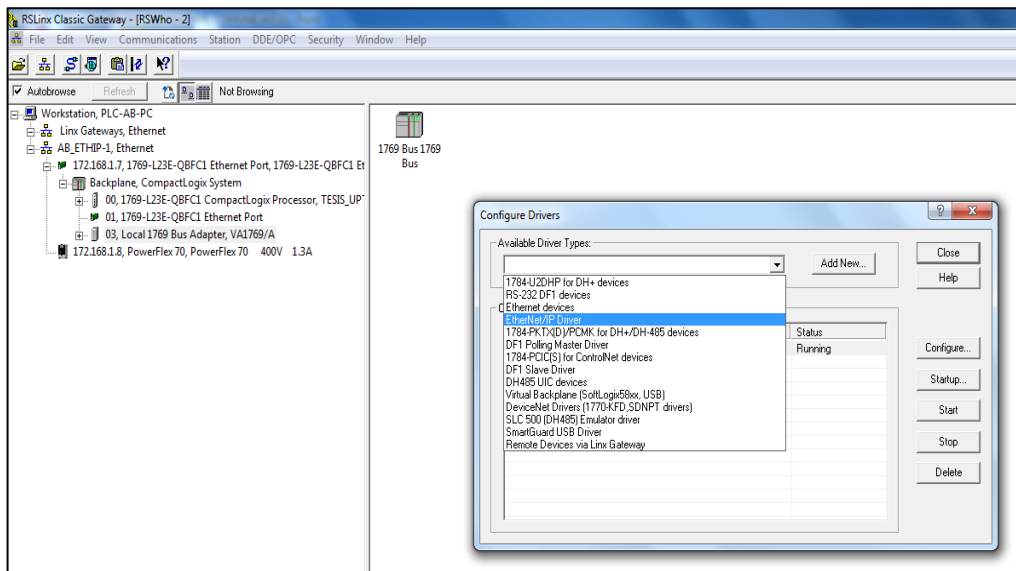 RSLinx Classic Gateway - [RSWho - 2]
File Edit View Communications Station DDE/OPC Security Window Help
Autobrowse Refresh Not Browsing
Workstation, PLC-AB-PC
Linx Gateways, Ethernet
AB_ETHIP-1, Ethernet
172.168.1.7, 1769-L23E-QBFC1 Ethernet Port, 1769-L23E-QBFC1 Et
Backplane, CompactLogix System
00, 1769-L23E-QBFC1 CompactLogix Processor, TESIS_UPT
01, 1769-L23E-QBFC1 Ethernet Port
03, Local 1769 Bus Adapter, VA1769/A
172.168.1.8, PowerFlex 70, PowerFlex 70 400V 1.3A
1769 Bus 1769
Bus
Configure Drivers
Available Driver Types:
Add New...
Close
Help
1784-U2DHP for DH+ devices
RS-232 DF1 devices
Ethernet devices
EtherNet/IP Driver
1784-PKTX(D)/PCMK for DH+/DH-485 devices
DF1 Polling Master Driver
1784-PCIC(S) for ControlNet devices
DF1 Slave Driver
DH485 UIC devices
Virtual Backplane (SoftLogix58xx, USB)
DeviceNet Drivers (1770-KFD,SDNPT drivers)
SLC 500 (DH485) Emulator driver
SmartGuard USB Driver
Remote Devices via Linx Gateway
Status
Running
Configure...
Startup...
Start
Stop
Delete